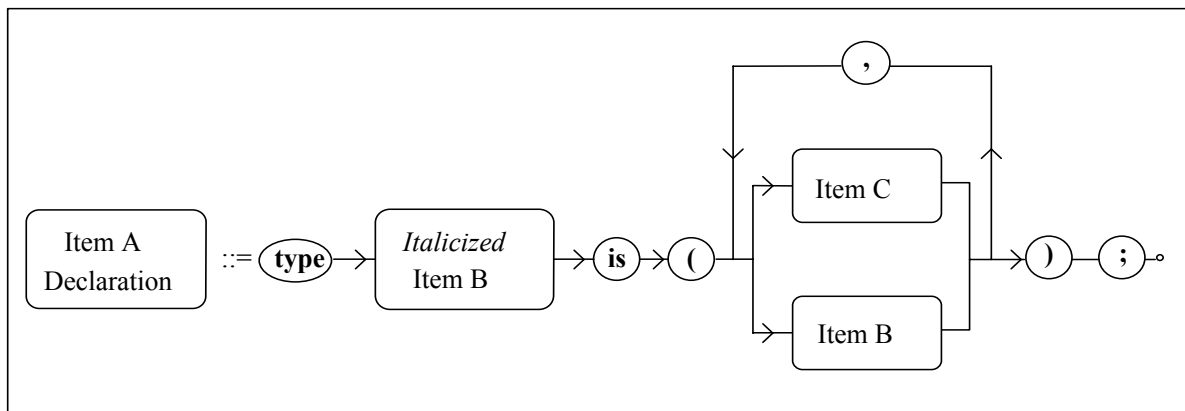 ,
Item C
Item A
Declaration
::=
type
Italicized
Item B
is
(
)
;
Item B